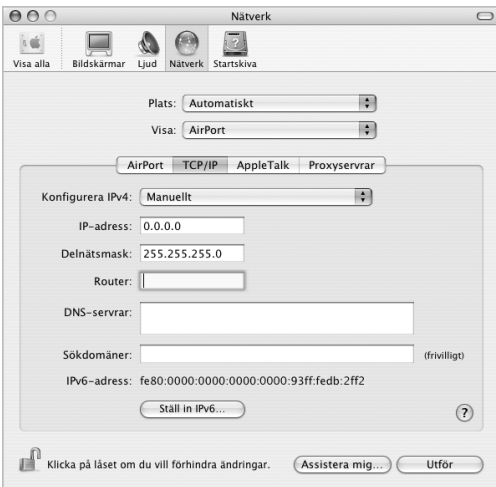 Nätverk
Visa alla Bildskärmar Ljud Nätverk Startskiva
Plats: Automatiskt
Visa: AirPort
AirPort TCP/IP AppleTalk Proxyservrar
Konfigurera IPv4: Manuellt
IP-adress: 0.0.0.0
Delnätsmask: 255.255.255.0
Router:
DNS-servrar:
Sökdomäner: (frivilligt)
IPv6-adress: fe80:0000:0000:0000:0000:93ff:fedb:2ff2
Ställ in IPv6...
?
Klicka på låset om du vill förhindra ändringar. Assistera mig... Utför